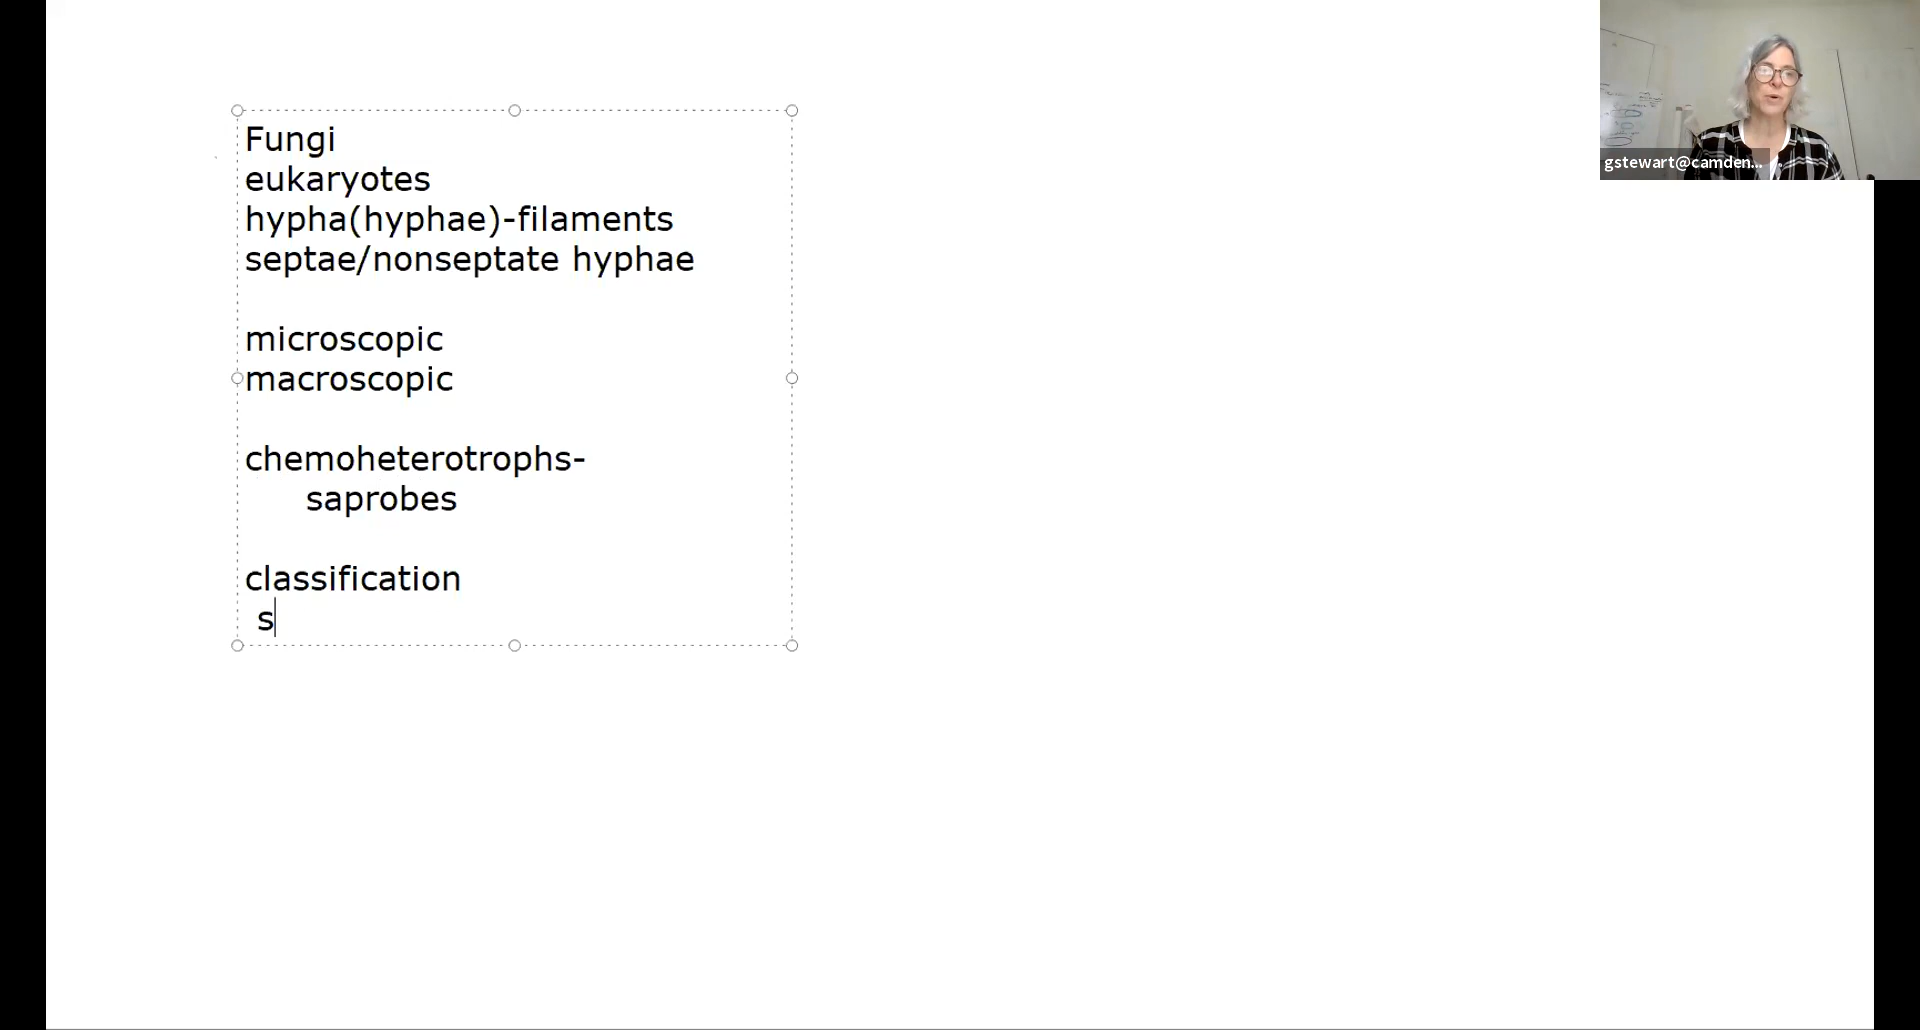 Fungi
eukaryotes
hypha(hyphae)-filaments
septae/nonseptate hyphae
microscopic
macroscopic
chemoheterotrophs-
saprobes
classification
s
gstewart@camden...